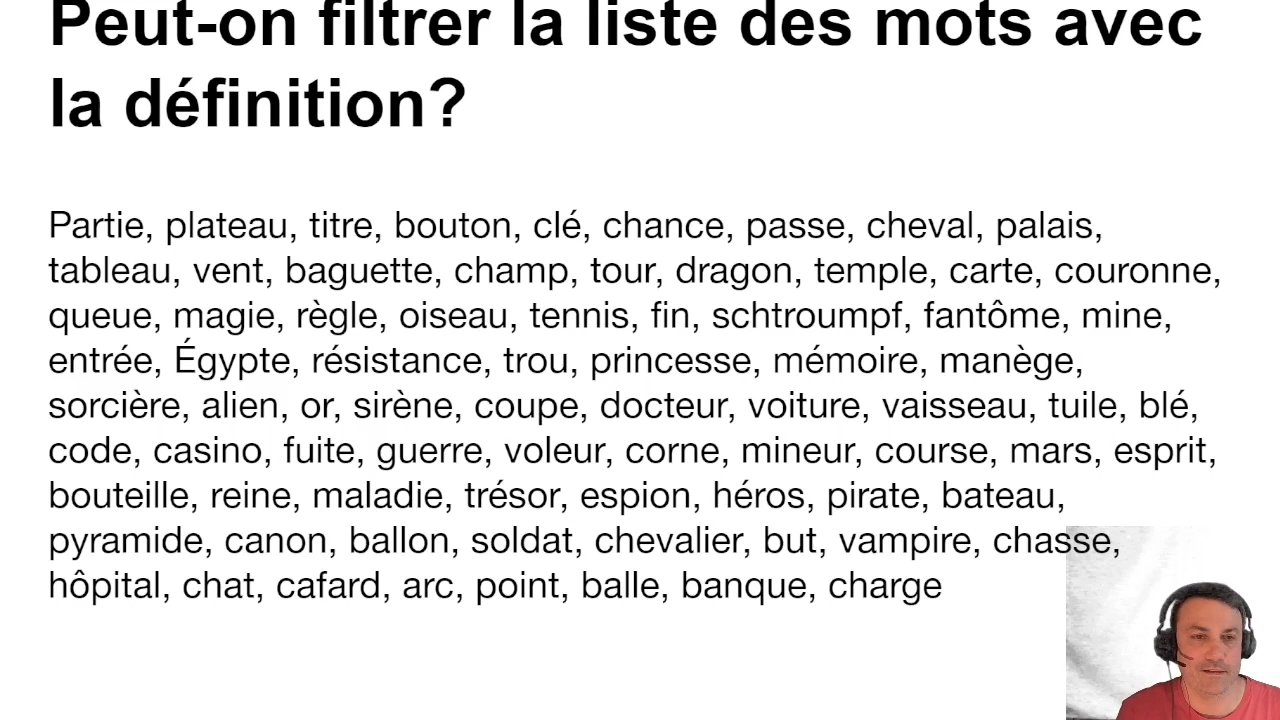 Peut-on filtrer la liste des mots avec
la définition?
Partie, plateau, titre, bouton, clé, chance, passe, cheval, palais,
tableau, vent, baguette, champ, tour, dragon, temple, carte, couronne,
queue, magie, règle, oiseau, tennis, fin, schtroumpf, fantôme, mine,
entrée, Égypte, résistance, trou, princesse, mémoire, manège,
sorcière, alien, or, sirène, coupe, docteur, voiture, vaisseau, tuile, blé,
code, casino, fuite, guerre, voleur, corne, mineur, course, mars, esprit,
bouteille, reine, maladie, trésor, espion, héros, pirate, bateau,
pyramide, canon, ballon, soldat, chevalier, but, vampire, chasse,
hôpital, chat, cafard, arc, point, balle, banque, charge